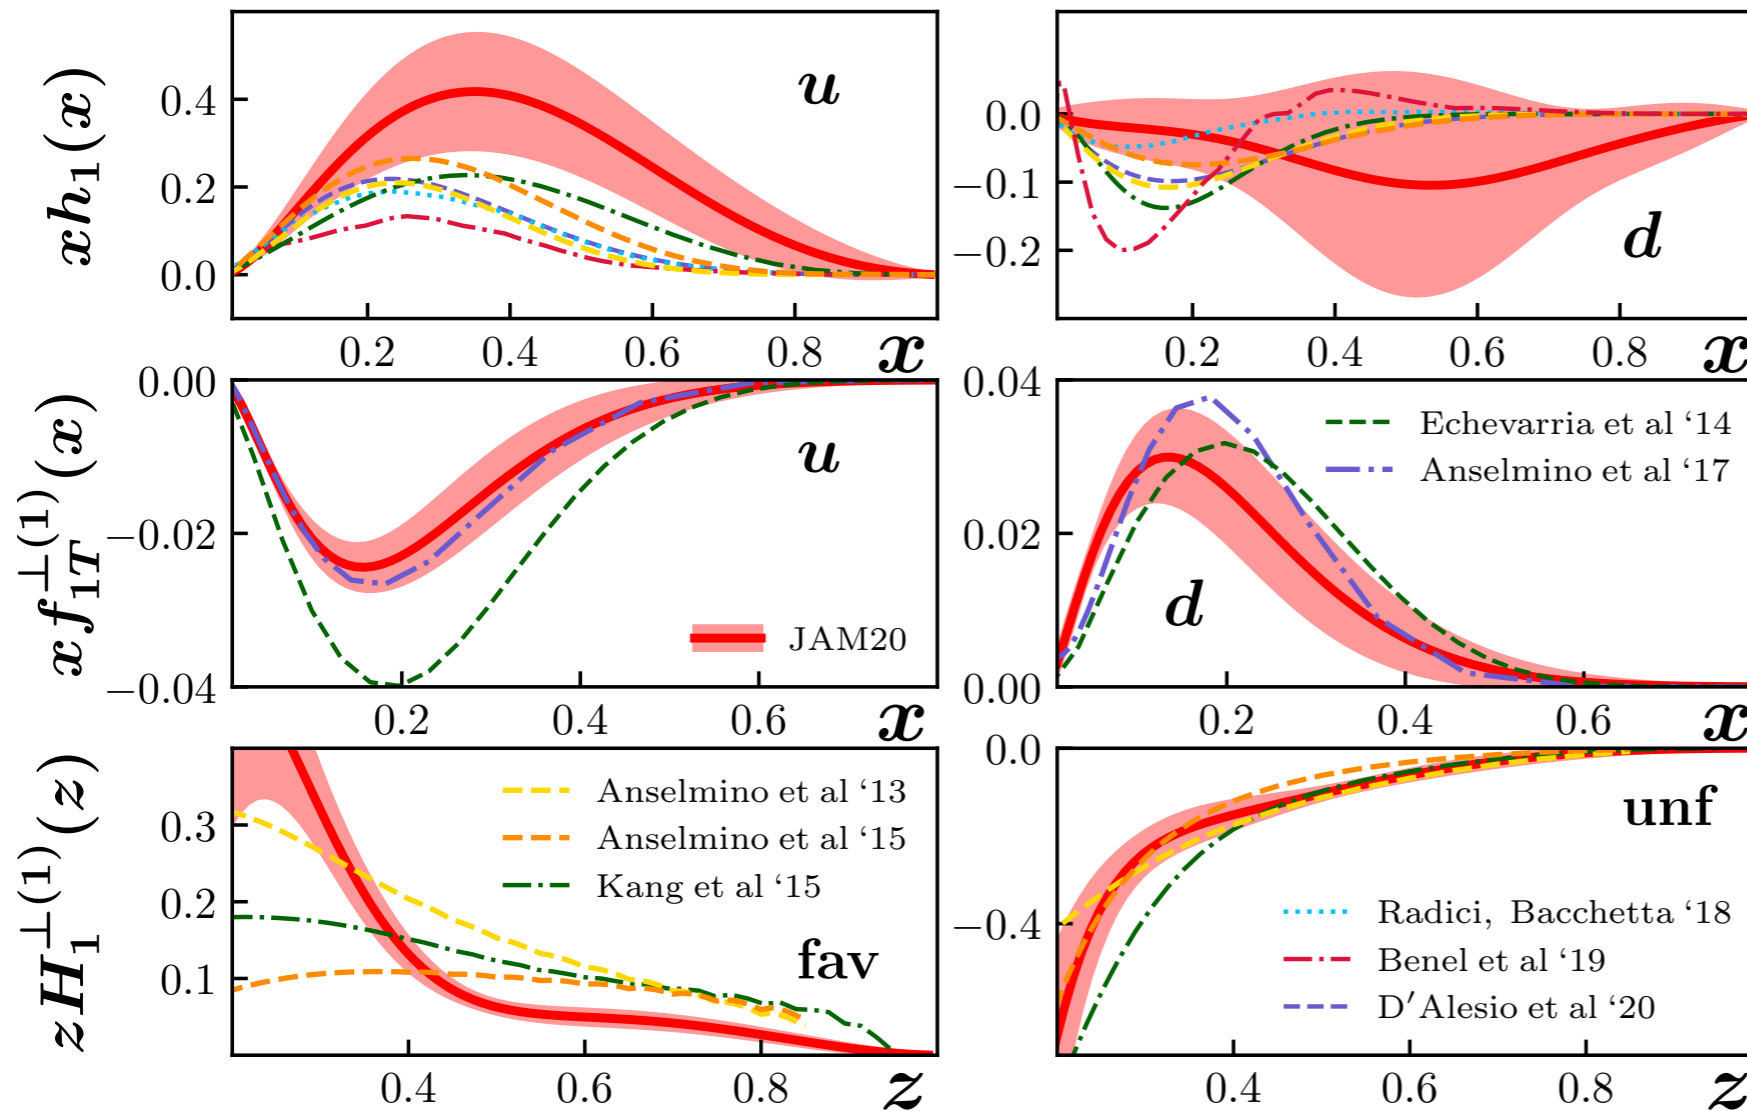 xh₁(x)
0.4
0.2
0.0
u
0.2 0.4 0.6 0.8 x
0.0
−0.1
−0.2
d
0.2 0.4 0.6 0.8 x
x f₁T^⊥(1)(x)
0.00
−0.02
−0.04
u
JAM20
0.2 0.4 0.6 x
0.04
0.02
0.00
Echevarria et al ‘14
Anselmino et al ‘17
d
0.2 0.4 0.6 x
zH₁^⊥(1)(z)
0.3
0.2
0.1
Anselmino et al ‘13
Anselmino et al ‘15
Kang et al ‘15
fav
0.4 0.6 0.8 z
0.0
−0.4
unf
Radici, Bacchetta ‘18
Benel et al ‘19
D′Alesio et al ‘20
0.4 0.6 0.8 z